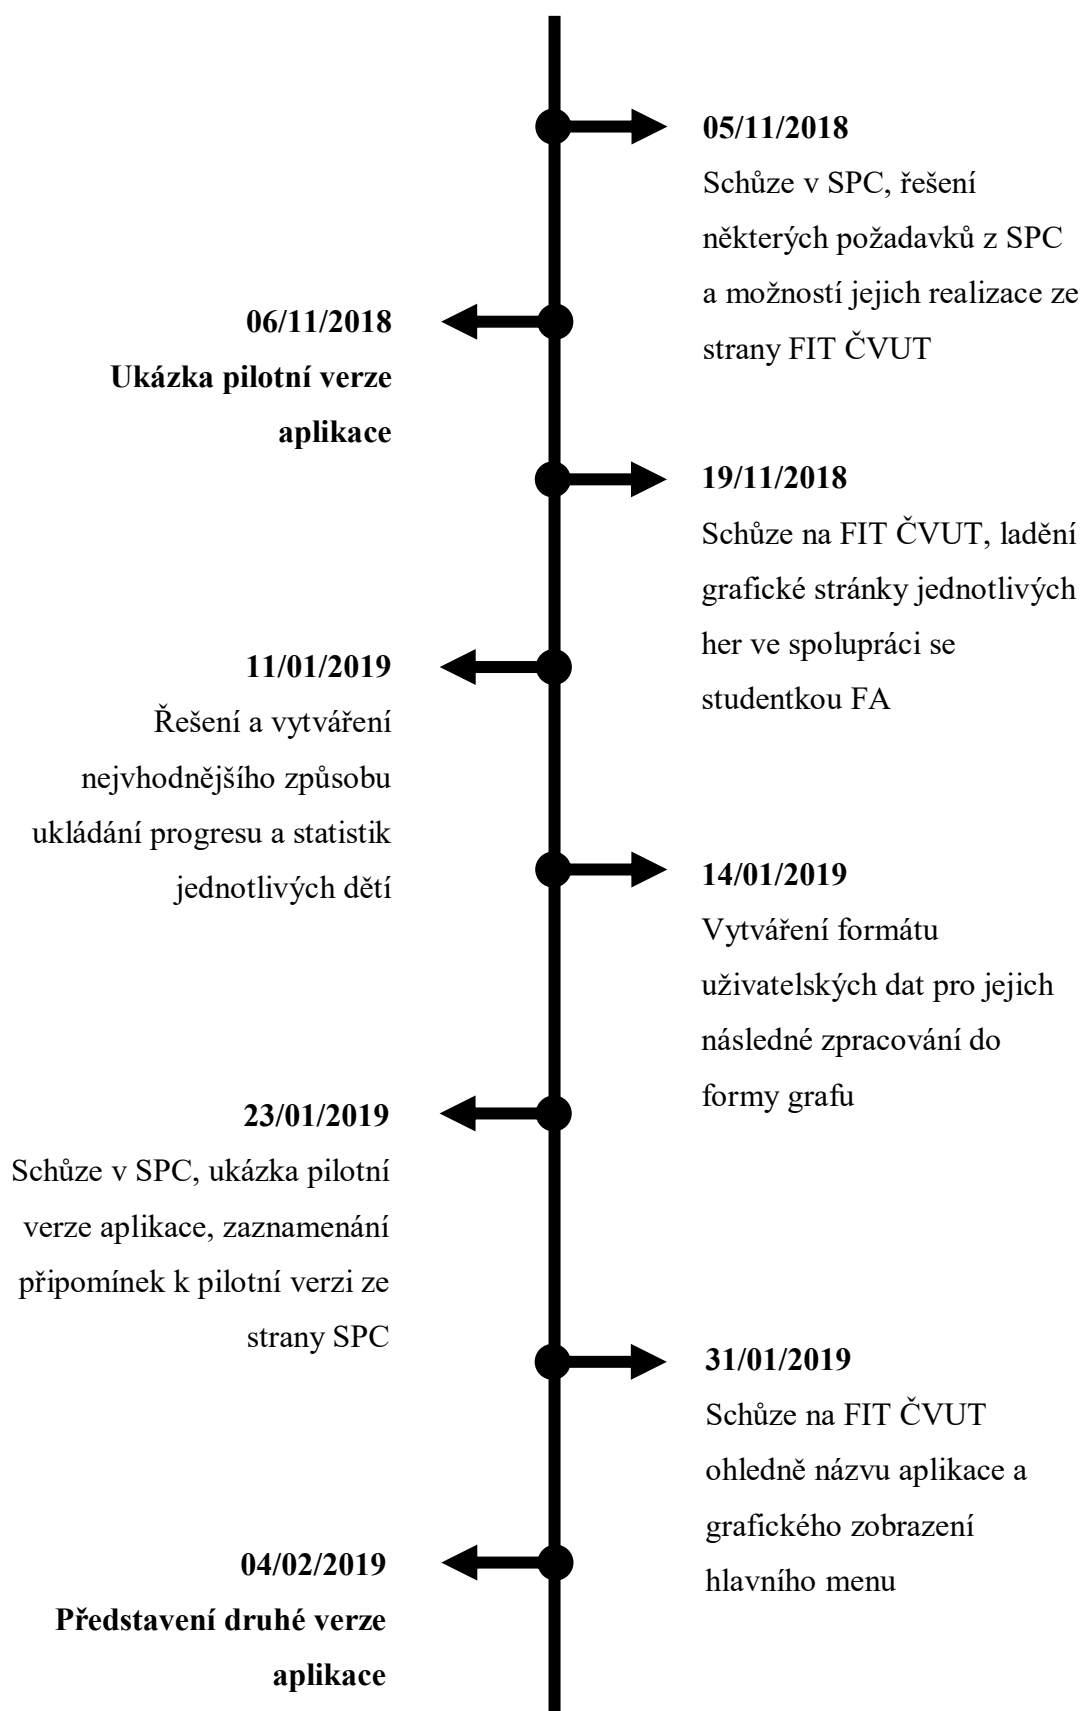 05/11/2018
Schůze v SPC, řešení
některých požadavků z SPC
a možností jejich realizace ze
strany FIT ČVUT
06/11/2018
Ukázka pilotní verze
aplikace
19/11/2018
Schůze na FIT ČVUT, ladění
grafické stránky jednotlivých
her ve spolupráci se
studentkou FA
11/01/2019
Řešení a vytváření
nejvhodnějšího způsobu
ukládání progresu a statistik
jednotlivých dětí
14/01/2019
Vytváření formátu
uživatelských dat pro jejich
následné zpracování do
formy grafu
23/01/2019
Schůze v SPC, ukázka pilotní
verze aplikace, zaznamenání
připomínek k pilotní verzi ze
strany SPC
31/01/2019
Schůze na FIT ČVUT
ohledně názvu aplikace a
grafického zobrazení
hlavního menu
04/02/2019
Představení druhé verze
aplikace